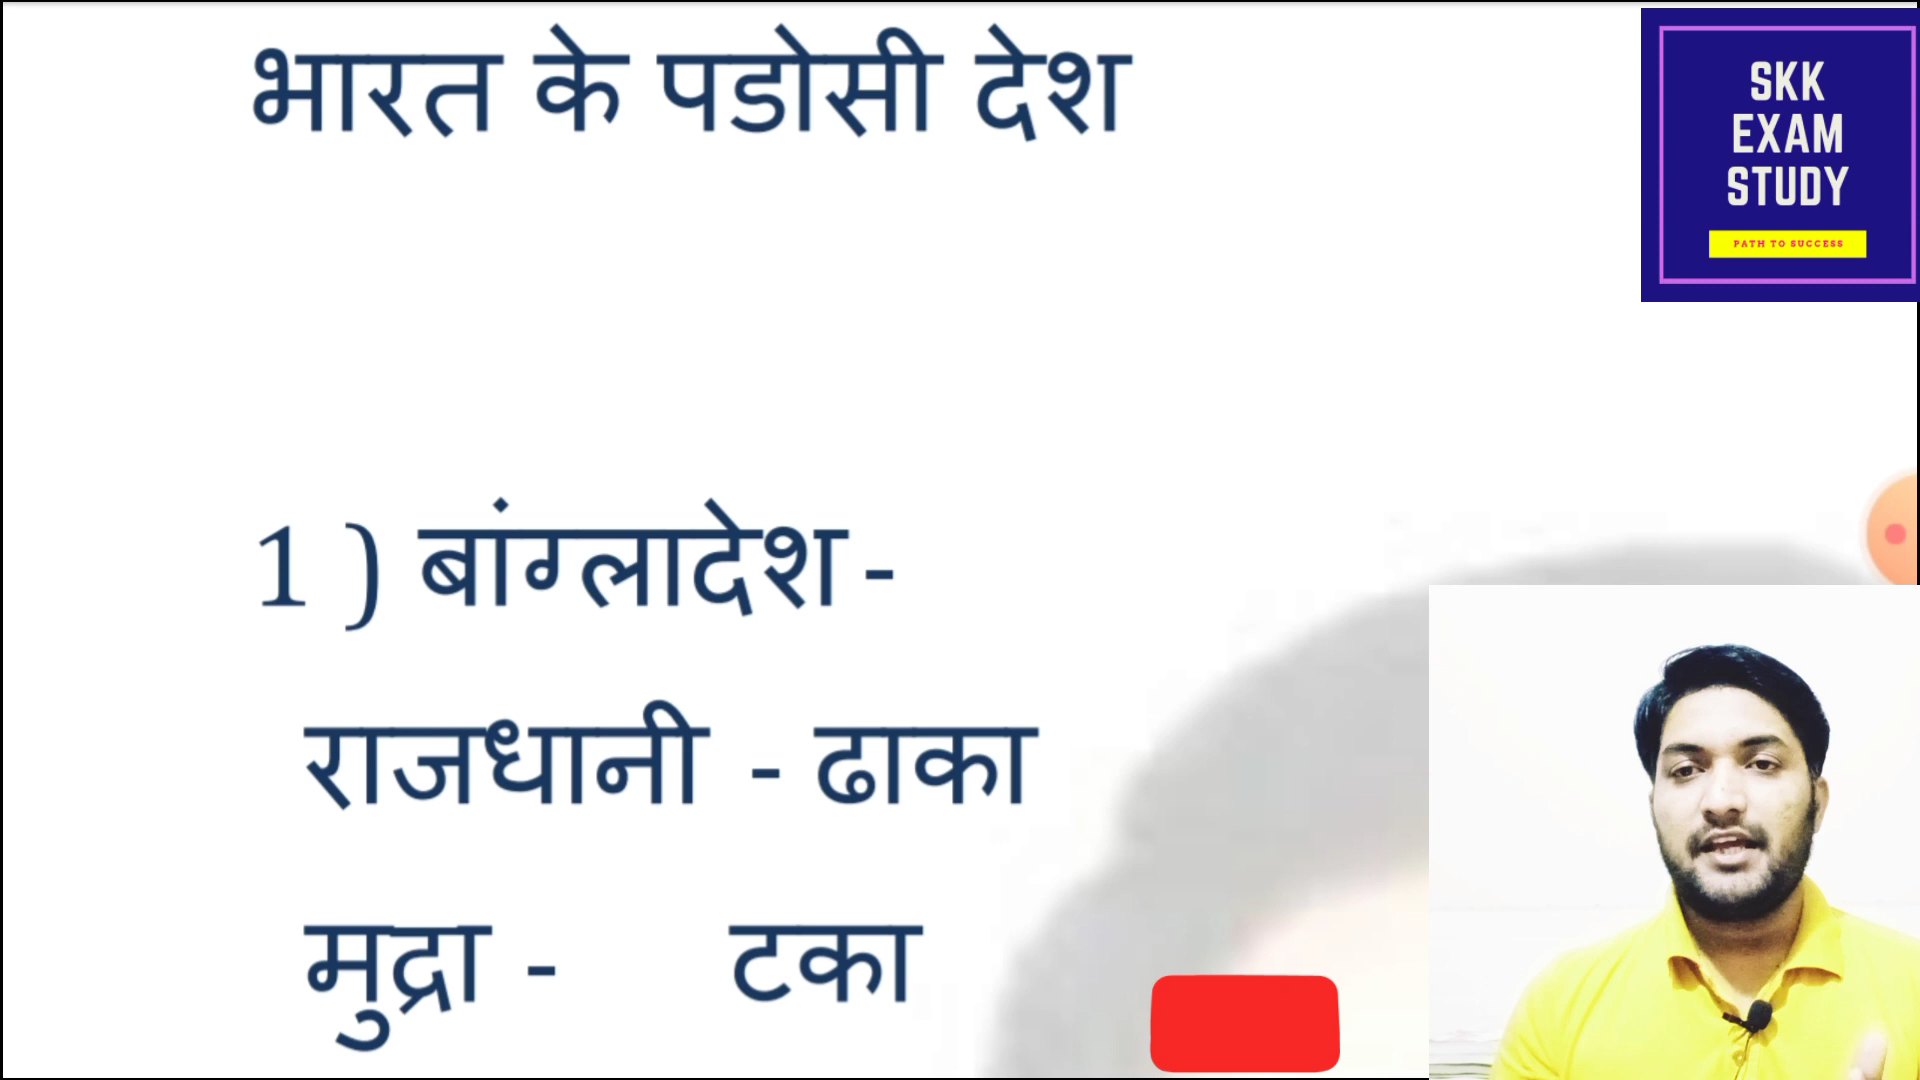 भारत के पडोसी देश
SKK
EXAM
STUDY
PATH TO SUCCESS
1 ) बांग्लादेश -
राजधानी - ढाका
मुद्रा - टका